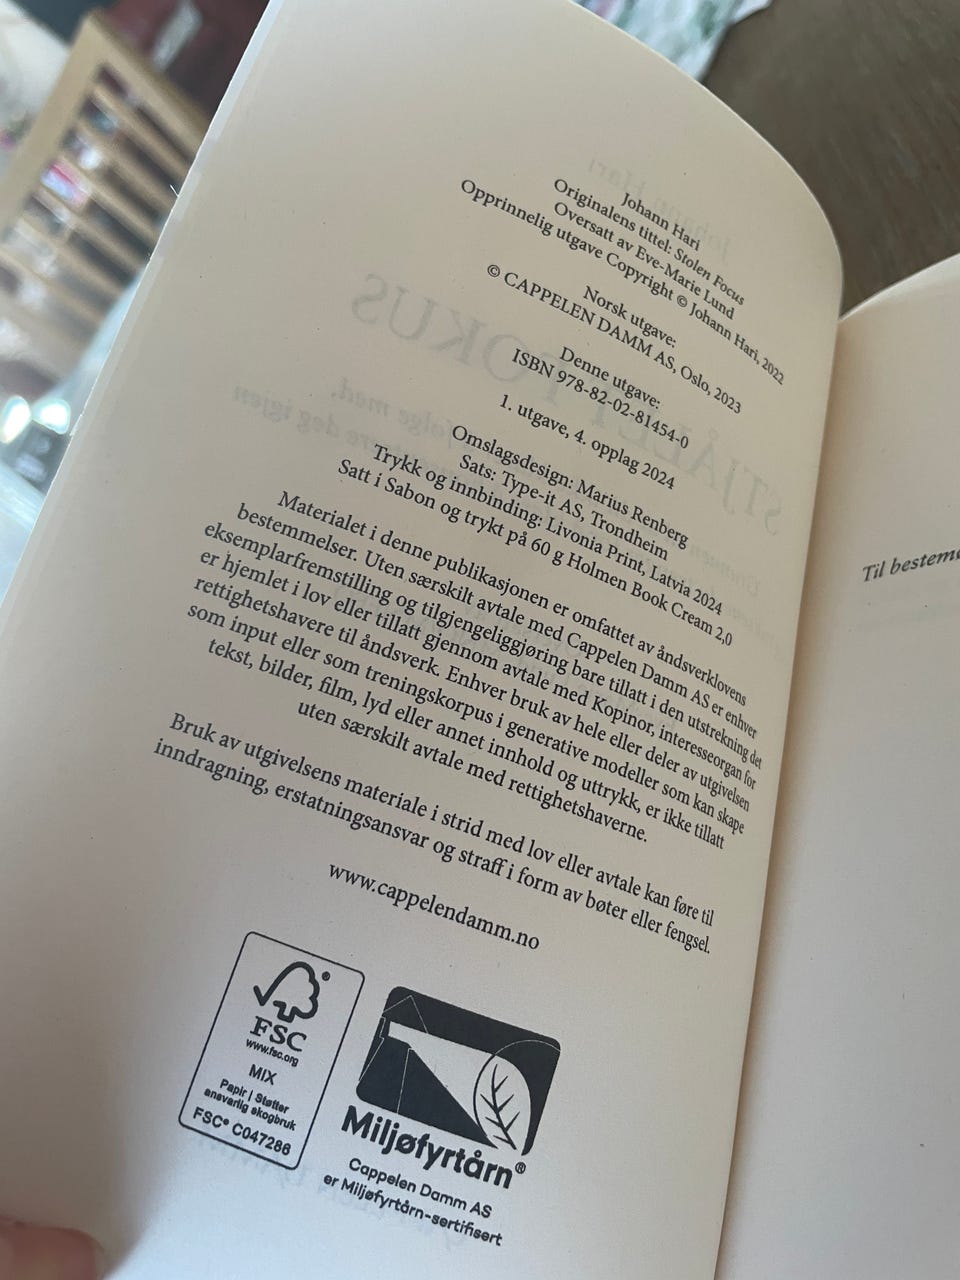 Johann Hari
Originalens tittel: Stolen Focus
Oversatt av Eve-Marie Lund
Opprinnelig utgave Copyright © Johann Hari, 2022
Norsk utgave:
© CAPPELEN DAMM AS, Oslo, 2023
Denne utgave:
ISBN 978-82-02-81454-0
1. utgave, 4. opplag 2024
Omslagsdesign: Marius Renberg
Sats: Type-it AS, Trondheim
Trykk og innbinding: Livonia Print, Latvia 2024
Satt i Sabon og trykt på 60 g Holmen Book Cream 2,0
Materialet i denne publikasjonen er omfattet av åndsverklovens
bestemmelser. Uten særskilt avtale med Cappelen Damm AS er enhver
eksemplarfremstilling og tilgjengeliggjøring bare tillatt i den utstrekning det
er hjemlet i lov eller tillatt gjennom avtale med Kopinor, interesseorgan for
rettighetshavere til åndsverk. Enhver bruk av hele eller deler av utgivelsen
som input eller som treningskorpus i generative modeller som kan skape
tekst, bilder, film, lyd eller annet innhold og uttrykk, er ikke tillatt
uten særskilt avtale med rettighetshaverne.
Bruk av utgivelsens materiale i strid med lov eller avtale kan føre til
inndragning, erstatningsansvar og straff i form av bøter eller fengsel.
www.cappelendamm.no
FSC
www.fsc.org
MIX
Papir | Støtter
ansvarlig skogbruk
FSC® C047286
Miljøfyrtårn®
Cappelen Damm AS
er Miljøfyrtårn-sertifisert
Til